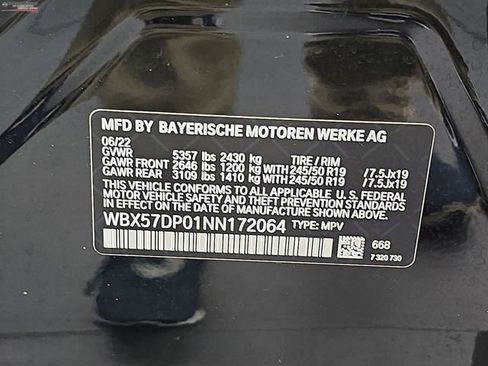 MFD BY BAYERISCHE MOTOREN WERKE AG
06/22
GVWR 5357 lbs 2430 kg TIRE / RIM
GAWR FRONT 2646 lbs 1200 kg WITH 245/50 R19 /7.5Jx19
GAWR REAR 3109 lbs 1410 kg WITH 245/50 R19 /7.5Jx19
THIS VEHICLE CONFORMS TO ALL APPLICABLE U.S. FEDERAL
MOTOR VEHICLE SAFETY AND THEFT PREVENTION STANDARDS
IN EFFECT ON THE DATE OF MANUFACTURE SHOWN ABOVE.
WBX57DP01NN172064 TYPE: MPV
668
7 320 730